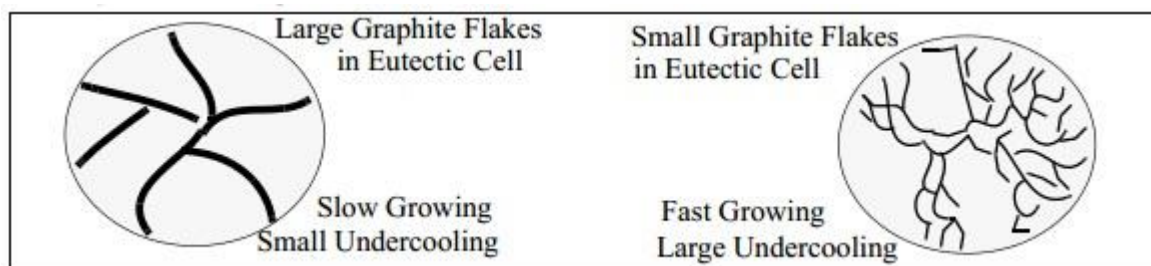 Large Graphite Flakes
in Eutectic Cell
Slow Growing
Small Undercooling
Small Graphite Flakes
in Eutectic Cell
Fast Growing
Large Undercooling